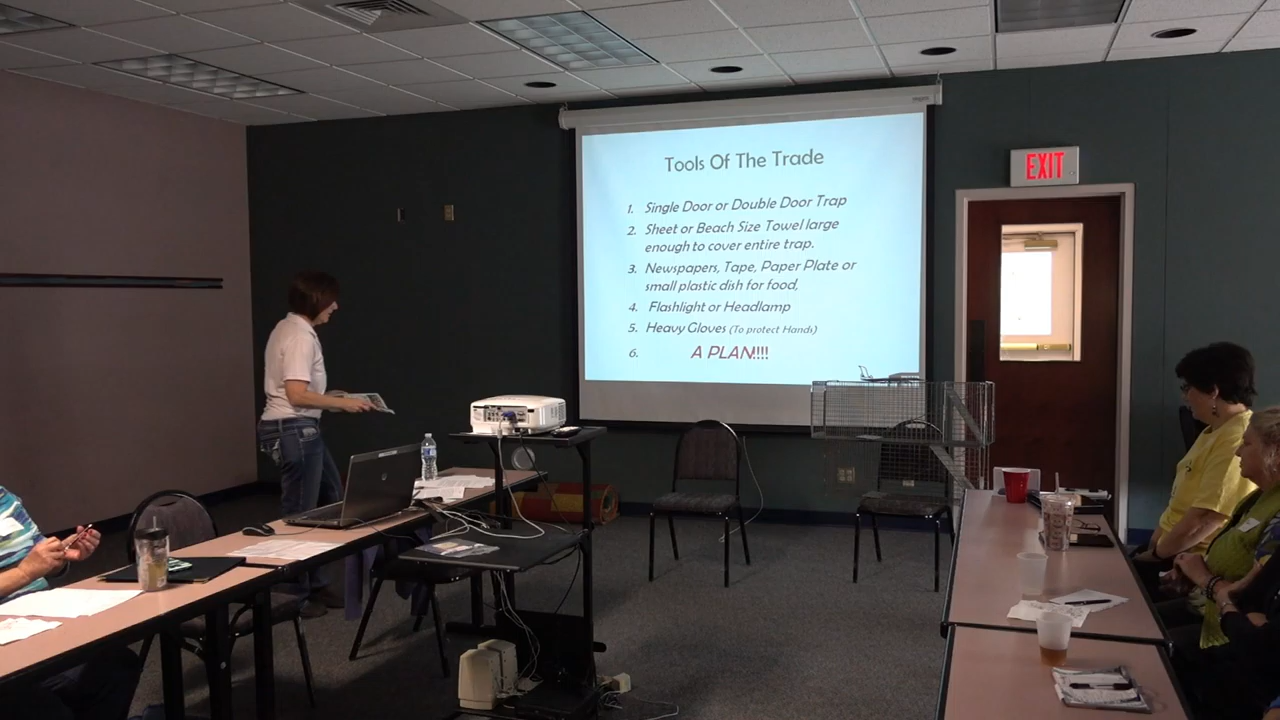 Tools Of The Trade
1. Single Door or Double Door Trap
2. Sheet or Beach Size Towel large
enough to cover entire trap.
3. Newspapers, Tape, Paper Plate or
small plastic dish for food,
4. Flashlight or Headlamp
5. Heavy Gloves (To protect Hands)
6. A PLAN!!!!
EXIT